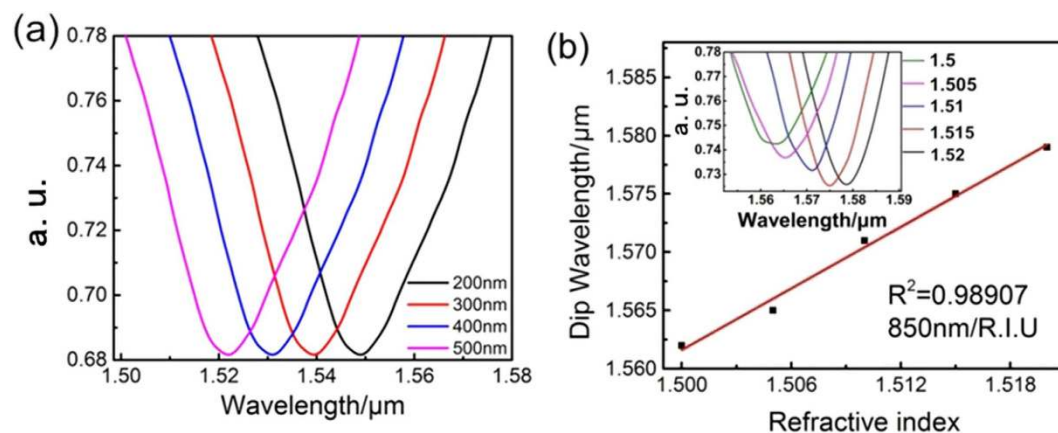 (a)
0.78
0.76
0.74
0.72
0.70
0.68
a. u.
1.50
1.52
1.54
1.56
1.58
Wavelength/μm
200nm
300nm
400nm
500nm
(b)
1.585
1.580
1.575
1.570
1.565
1.560
Dip Wavelength/μm
1.500
1.506
1.512
1.518
Refractive index
0.78
0.77
0.76
0.75
0.74
0.73
a. u.
1.56
1.57
1.58
1.59
Wavelength/μm
1.5
1.505
1.51
1.515
1.52
R²=0.98907
850nm/R.I.U